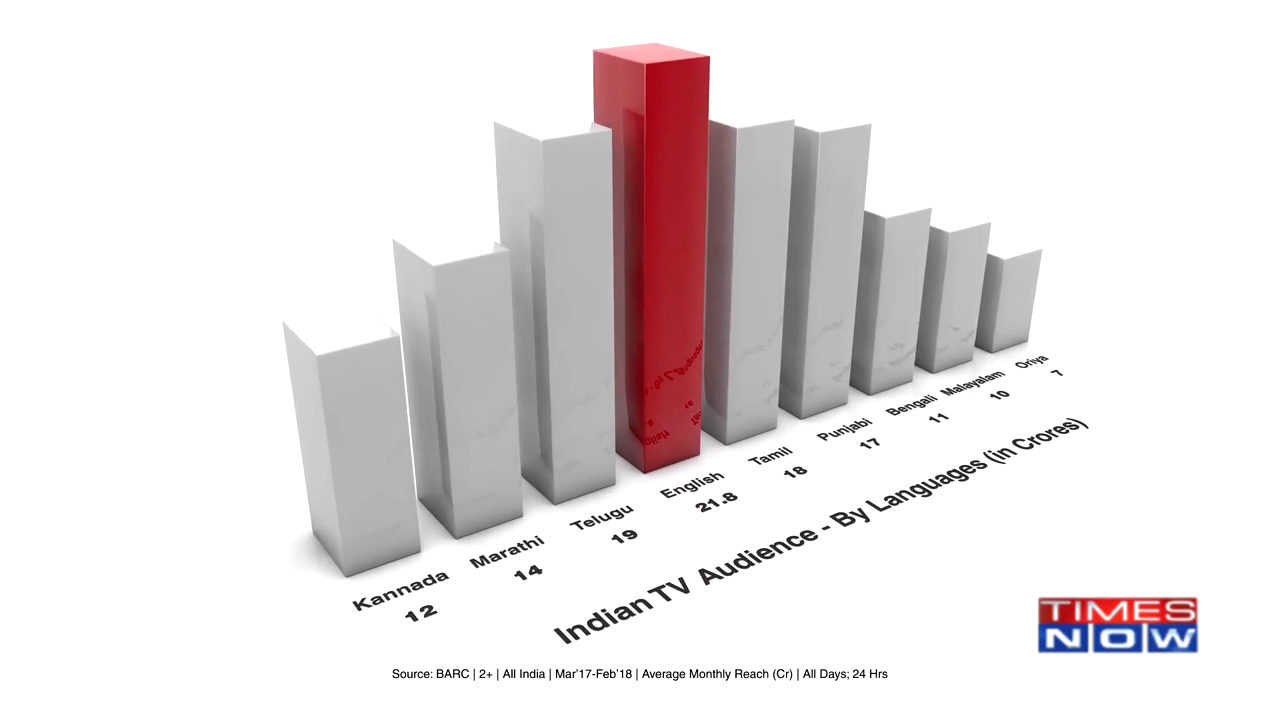 Kannada
12
Marathi
14
Telugu
19
English
21.8
Tamil
18
Punjabi
17
Bengali
11
Malayalam
10
Oriya
7
Indian TV Audience - By Languages (in Crores)
TIMES
NOW
Source: BARC | 2+ | All India | Mar'17-Feb'18 | Average Monthly Reach (Cr) | All Days; 24 Hrs